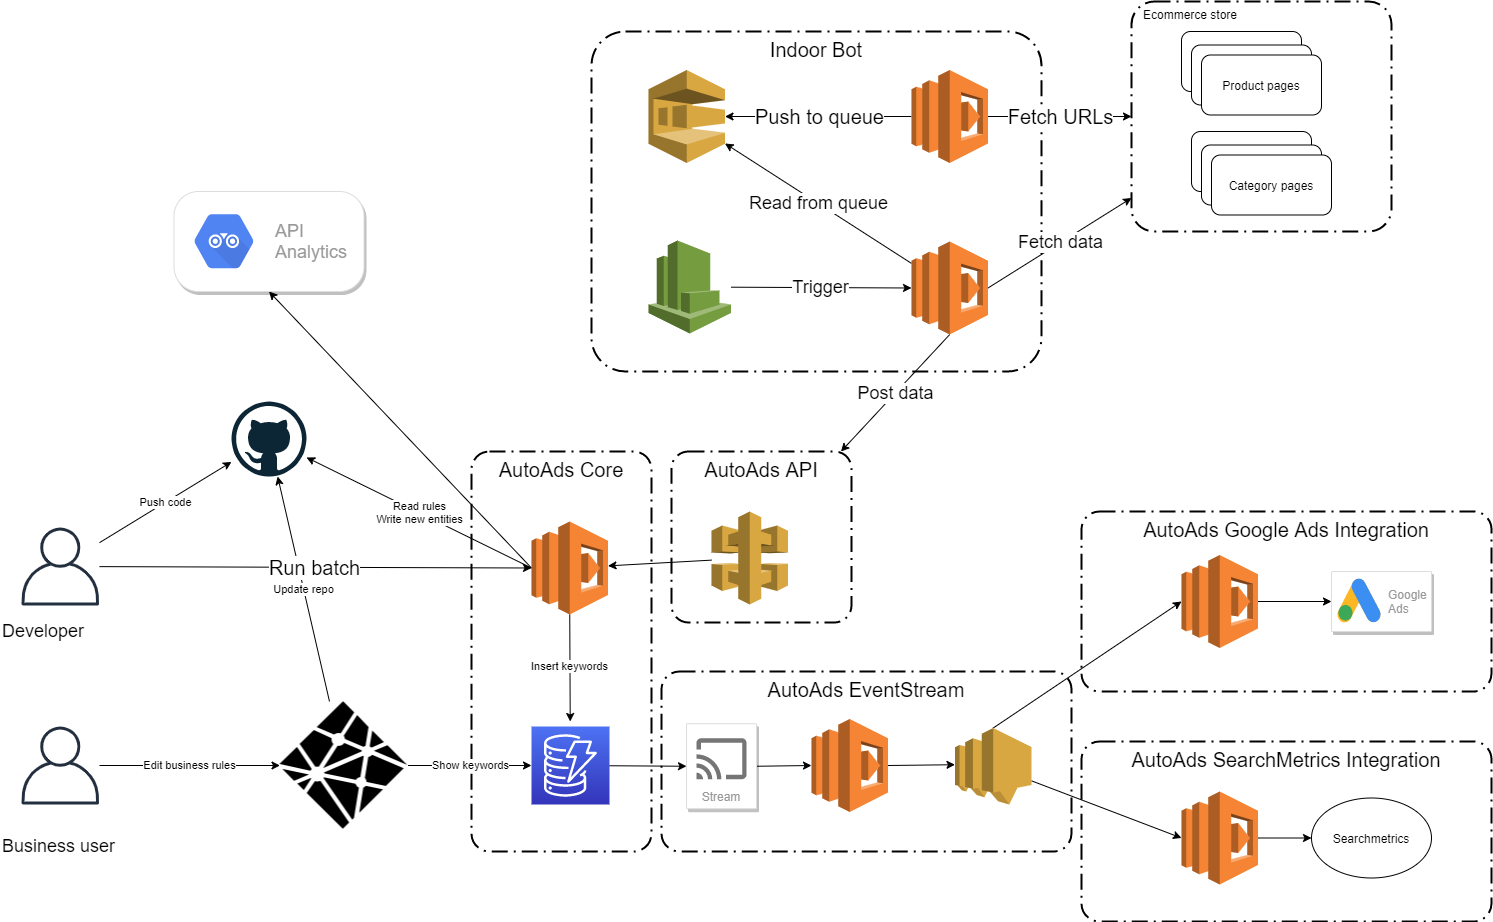 Ecommerce store
Product pages
Category pages
Indoor Bot
Push to queue
Fetch URLs
Read from queue
Fetch data
Trigger
Post data
API
Analytics
Push code
Read rules
Write new entities
Run batch
Update repo
Developer
Business user
Edit business rules
Show keywords
AutoAds Core
Insert keywords
AutoAds API
AutoAds EventStream
Stream
AutoAds Google Ads Integration
Google
Ads
AutoAds SearchMetrics Integration
Searchmetrics